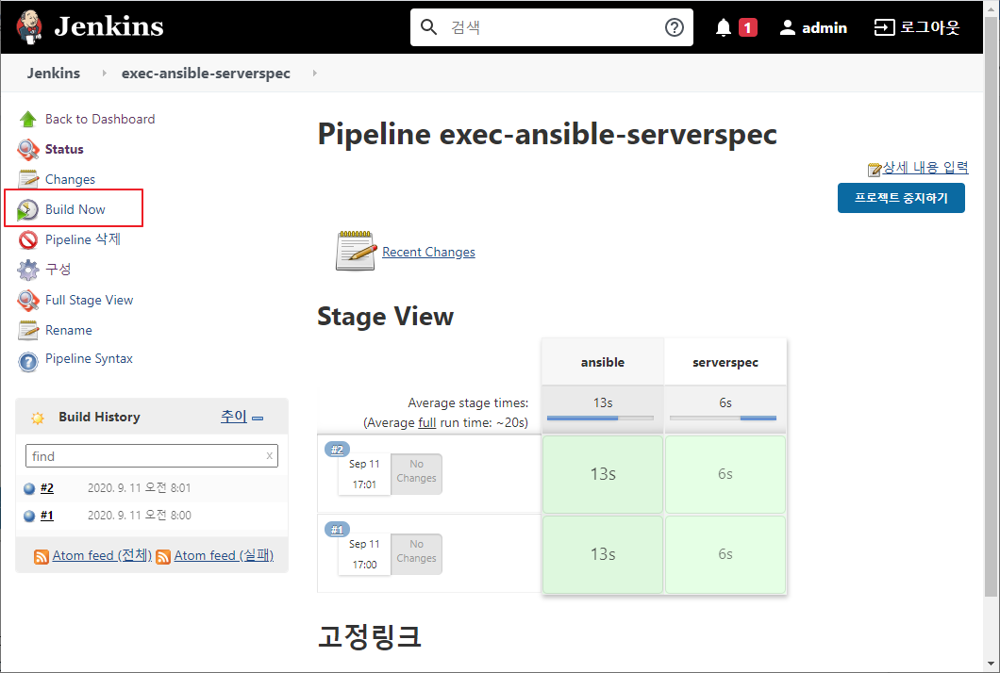 Jenkins
검색
1
admin
로그아웃
Jenkins
exec-ansible-serverspec
Back to Dashboard
Status
Changes
Build Now
Pipeline 삭제
구성
Full Stage View
Rename
Pipeline Syntax
Build History
추이
find
x
#2
2020. 9. 11 오전 8:01
#1
2020. 9. 11 오전 8:00
Atom feed (전체)
Atom feed (실패)
Pipeline exec-ansible-serverspec
상세 내용 입력
프로젝트 중지하기
Recent Changes
Stage View
ansible
serverspec
Average stage times:
13s
6s
(Average full run time: ~20s)
#2
Sep 11
17:01
No
Changes
13s
6s
#1
Sep 11
17:00
No
Changes
13s
6s
고정링크